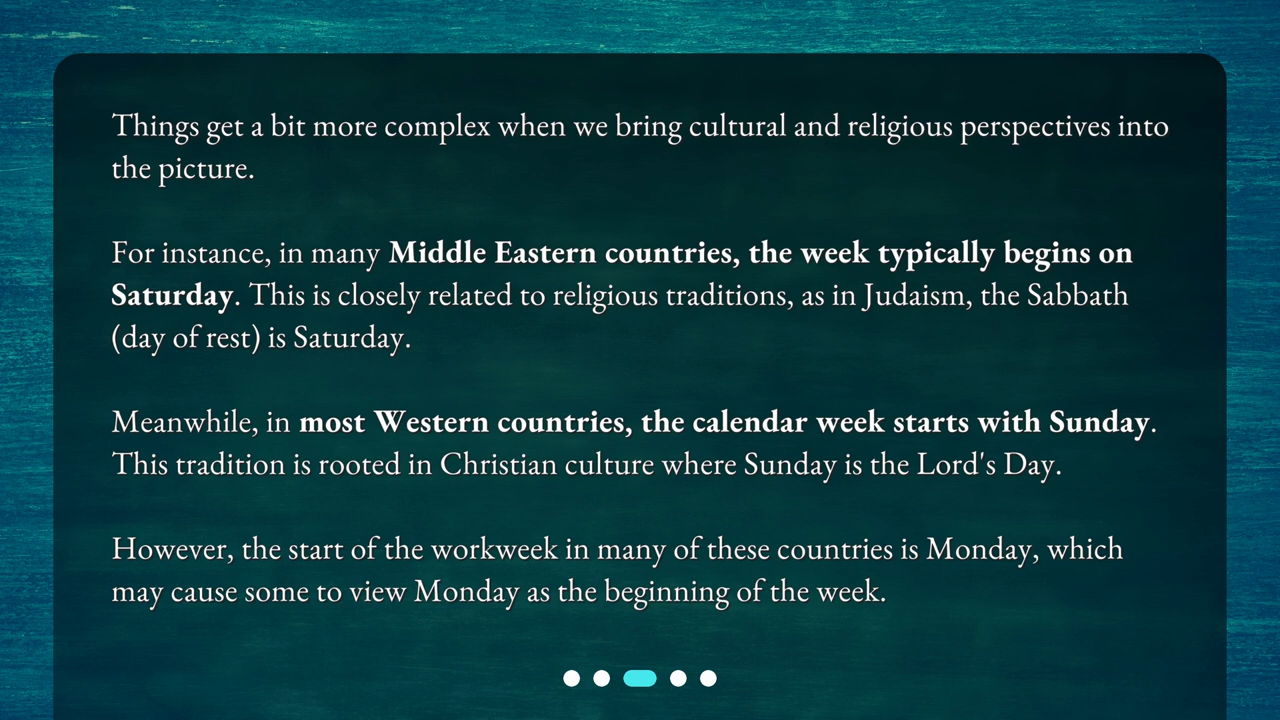 Things get a bit more complex when we bring cultural and religious perspectives into
the picture.
For instance, in many Middle Eastern countries, the week typically begins on
Saturday. This is closely related to religious traditions, as in Judaism, the Sabbath
(day of rest) is Saturday.
Meanwhile, in most Western countries, the calendar week starts with Sunday.
This tradition is rooted in Christian culture where Sunday is the Lord's Day.
However, the start of the workweek in many of these countries is Monday, which
may cause some to view Monday as the beginning of the week.